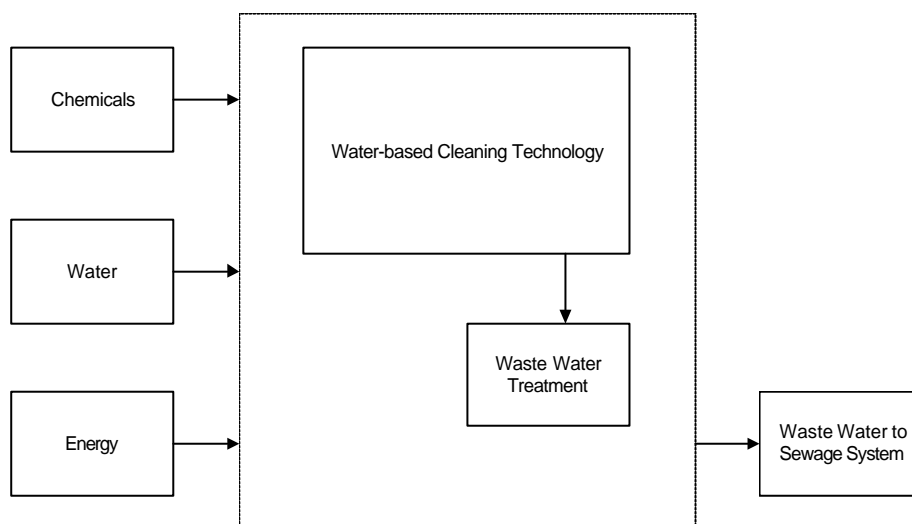 Chemicals
Water-based Cleaning Technology
Water
Waste Water
Treatment
Energy
Waste Water to
Sewage System